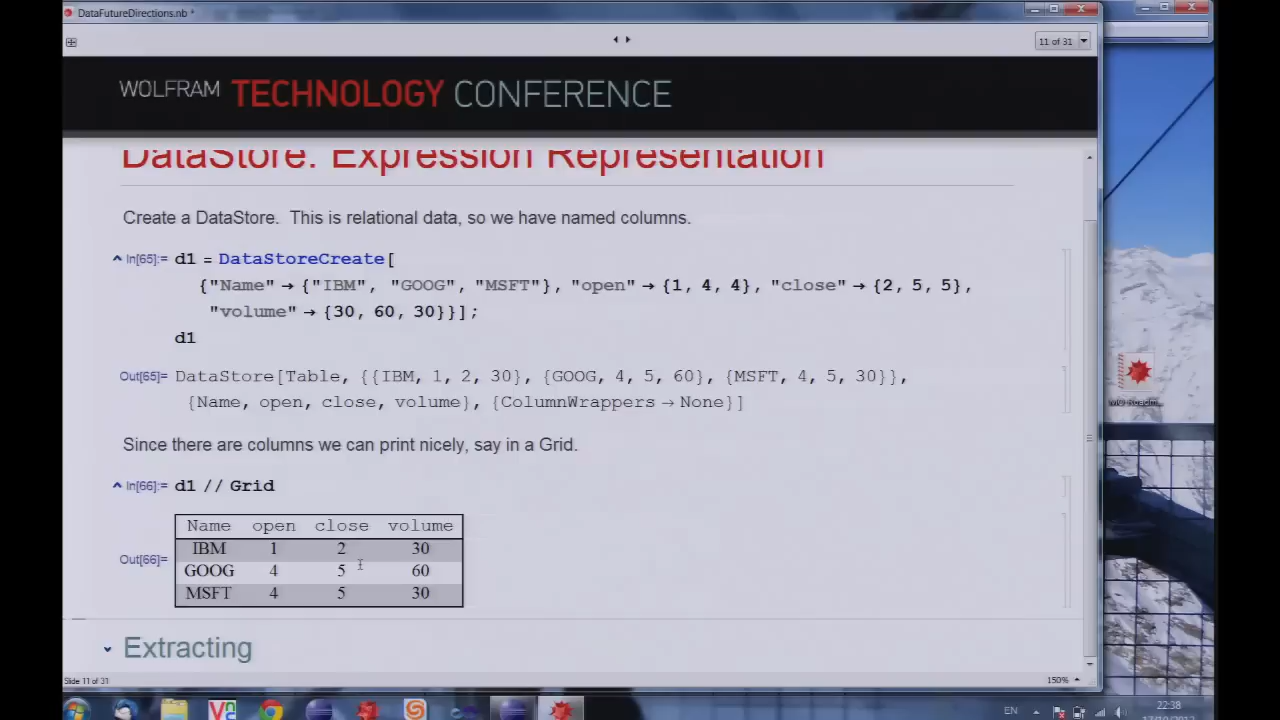 DataFutureDirections.nb *
11 of 31
WOLFRAM TECHNOLOGY CONFERENCE
DataStore: Expression Representation
Create a DataStore. This is relational data, so we have named columns.
In[65]:= d1 = DataStoreCreate[
{"Name" → {"IBM", "GOOG", "MSFT"}, "open" → {1, 4, 4}, "close" → {2, 5, 5},
"volume" → {30, 60, 30}}];
d1
Out[65]= DataStore[Table, {{IBM, 1, 2, 30}, {GOOG, 4, 5, 60}, {MSFT, 4, 5, 30}},
{Name, open, close, volume}, {ColumnWrappers → None}]
Since there are columns we can print nicely, say in a Grid.
In[66]:= d1 // Grid
Name open close volume
IBM 1 2 30
Out[66]=
GOOG 4 5 60
MSFT 4 5 30
Extracting
Slide 11 of 31
150%
EN
22:38
17/10/2012